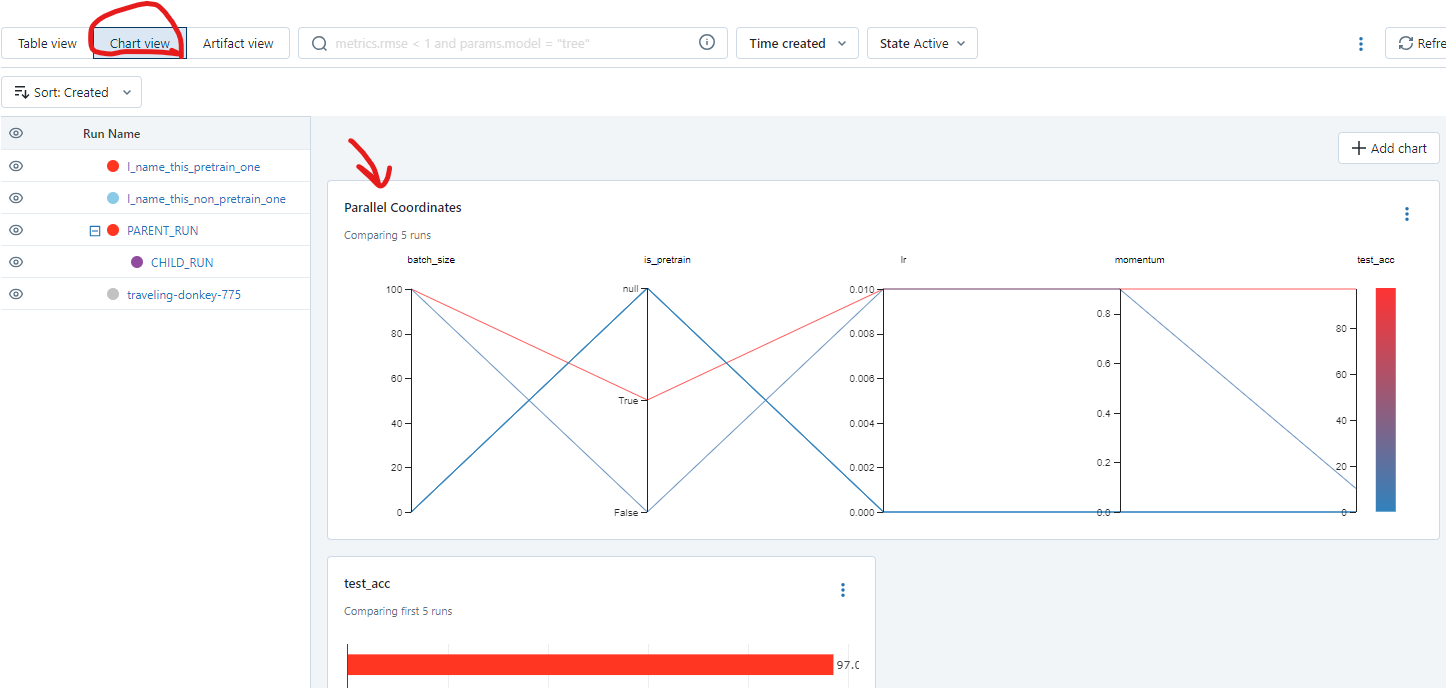 Table view Chart view Artifact view metrics.rmse < 1 and params.model = "tree" Time created State Active Refre
Sort: Created
Run Name
Add chart
I_name_this_pretrain_one
I_name_this_non_pretrain_one
PARENT_RUN
CHILD_RUN
traveling-donkey-775
Parallel Coordinates
Comparing 5 runs
batch_size is_pretrain lr momentum test_acc
100
80
60
40
20
0
null
True
False
0.010
0.008
0.006
0.004
0.002
0.000
0.8
0.6
0.4
0.2
0.0
80
60
40
20
0
test_acc
Comparing first 5 runs
97.0